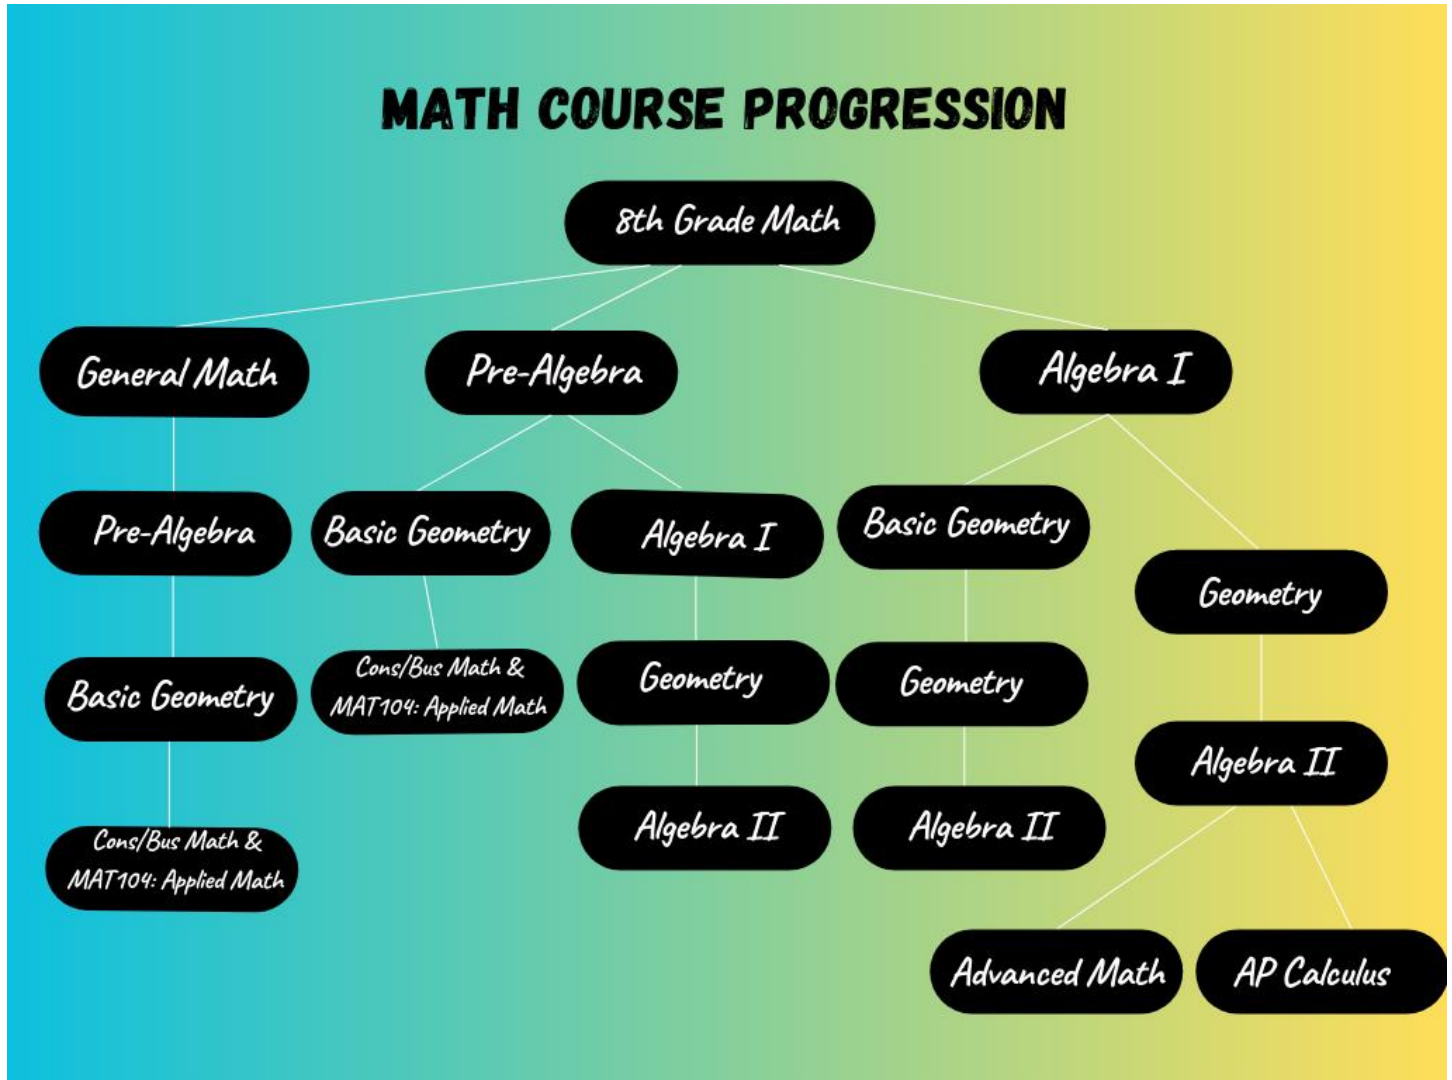 MATH COURSE PROGRESSION
8th Grade Math
General Math
Pre-Algebra
Algebra I
Pre-Algebra
Basic Geometry
Algebra I
Basic Geometry
Geometry
Basic Geometry
Cons/Bus Math &
MAT104: Applied Math
Geometry
Geometry
Algebra II
Cons/Bus Math &
MAT104: Applied Math
Algebra II
Algebra II
Advanced Math
AP Calculus